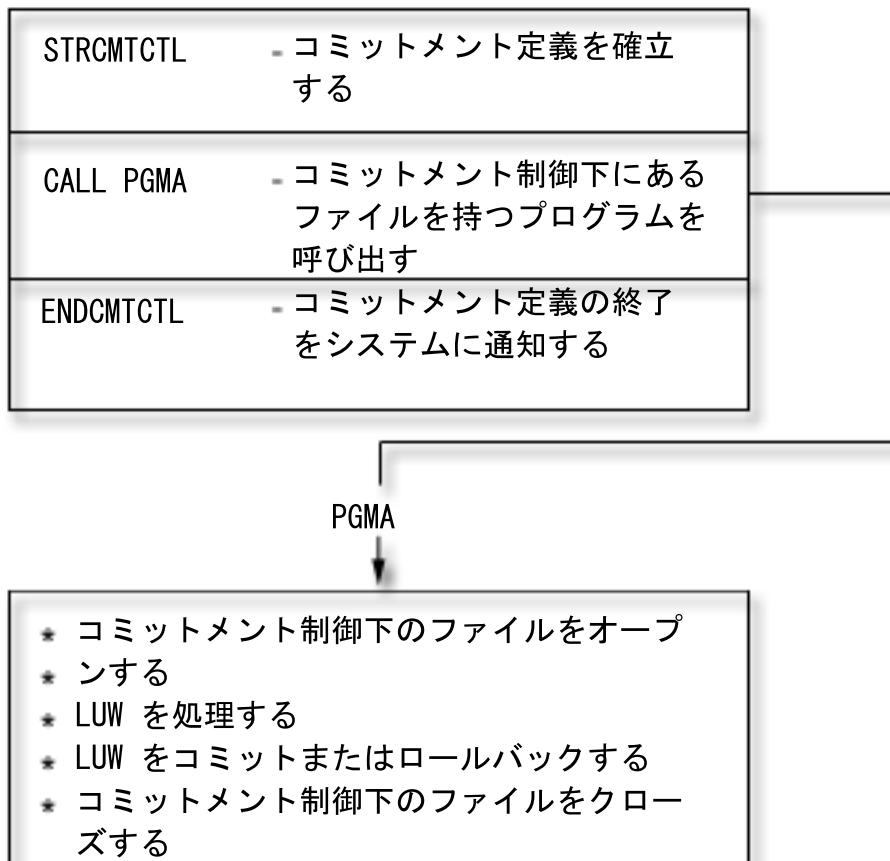 STRCMTCTL - コミットメント定義を確立
する
CALL PGMA - コミットメント制御下にある
ファイルを持つプログラムを
呼び出す
ENDCMTCTL - コミットメント定義の終了
をシステムに通知する
PGMA
* コミットメント制御下のファイルをオープ
* ンする
* LUW を処理する
* LUW をコミットまたはロールバックする
* コミットメント制御下のファイルをクロー
ズする